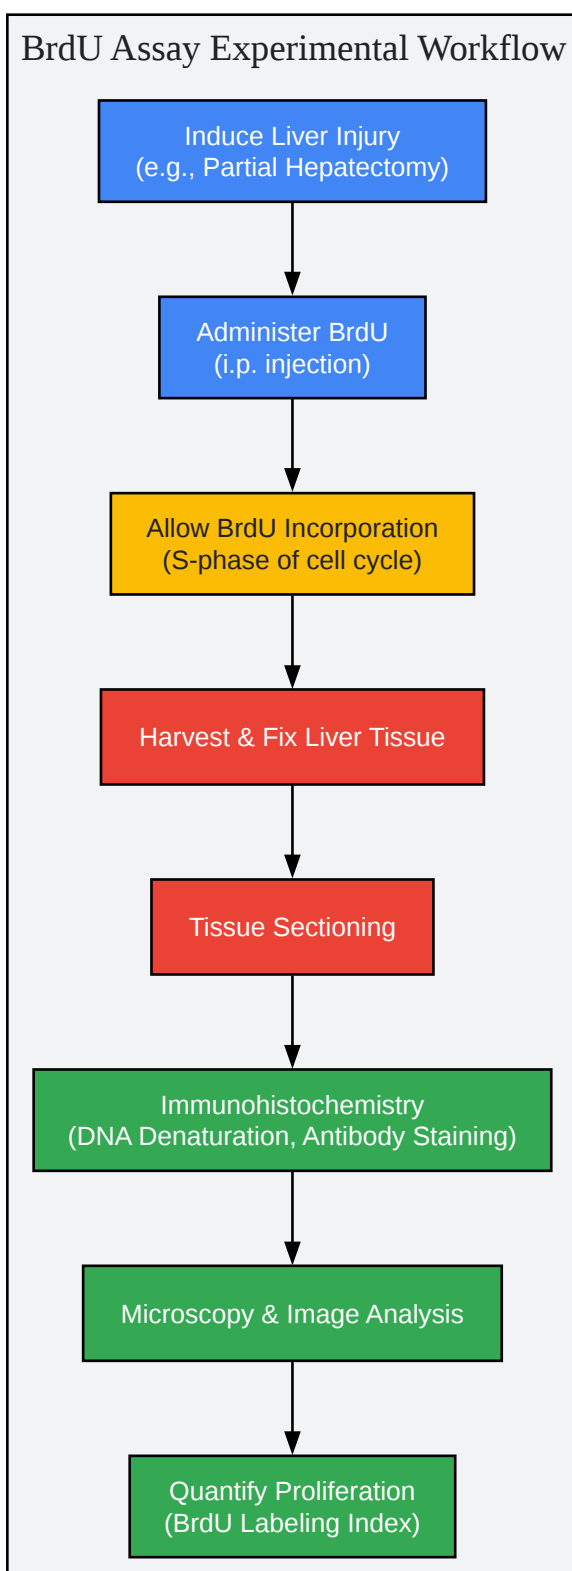 BrdU Assay Experimental Workflow
Induce Liver Injury
(e.g., Partial Hepatectomy)
Administer BrdU
(i.p. injection)
Allow BrdU Incorporation
(S-phase of cell cycle)
Harvest & Fix Liver Tissue
Tissue Sectioning
Immunohistochemistry
(DNA Denaturation, Antibody Staining)
Microscopy & Image Analysis
Quantify Proliferation
(BrdU Labeling Index)